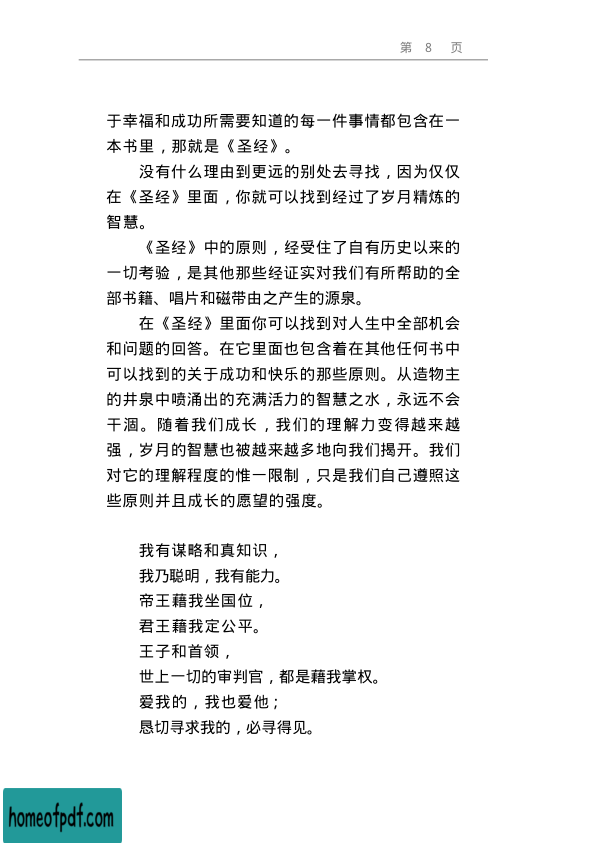 第 8 页
于幸福和成功所需要知道的每一件事情都包含在一
本书里，那就是《圣经》。
没有什么理由到更远的别处去寻找，因为仅仅
在《圣经》里面，你就可以找到经过了岁月精炼的
智慧。
《圣经》中的原则，经受住了自有历史以来的
一切考验，是其他那些经证实对我们有所帮助的全
部书籍、唱片和磁带由之产生的源泉。
在《圣经》里面你可以找到对人生中全部机会
和问题的回答。在它里面也包含着在其他任何书中
可以找到的关于成功和快乐的那些原则。从造物主
的井泉中喷涌出的充满活力的智慧之水，永远不会
干涸。随着我们成长，我们的理解力变得越来越
强，岁月的智慧也被越来越多地向我们揭开。我们
对它的理解程度的惟一限制，只是我们自己遵照这
些原则并且成长的愿望的强度。
我有谋略和真知识，
我乃聪明，我有能力。
帝王藉我坐国位，
君王藉我定公平。
王子和首领，
世上一切的审判官，都是藉我掌权。
爱我的，我也爱他；
恳切寻求我的，必寻得见。
homeofpdf.com